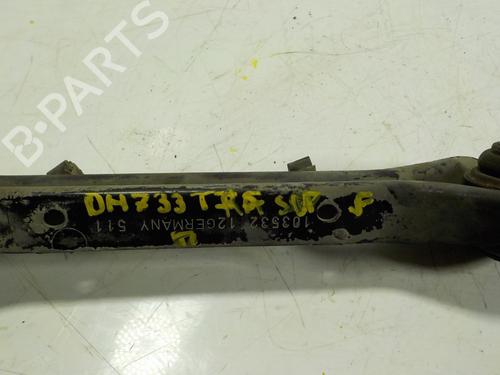 B-PARTS
DH733 TRA SUP F
D
103532 12GERMANY 511